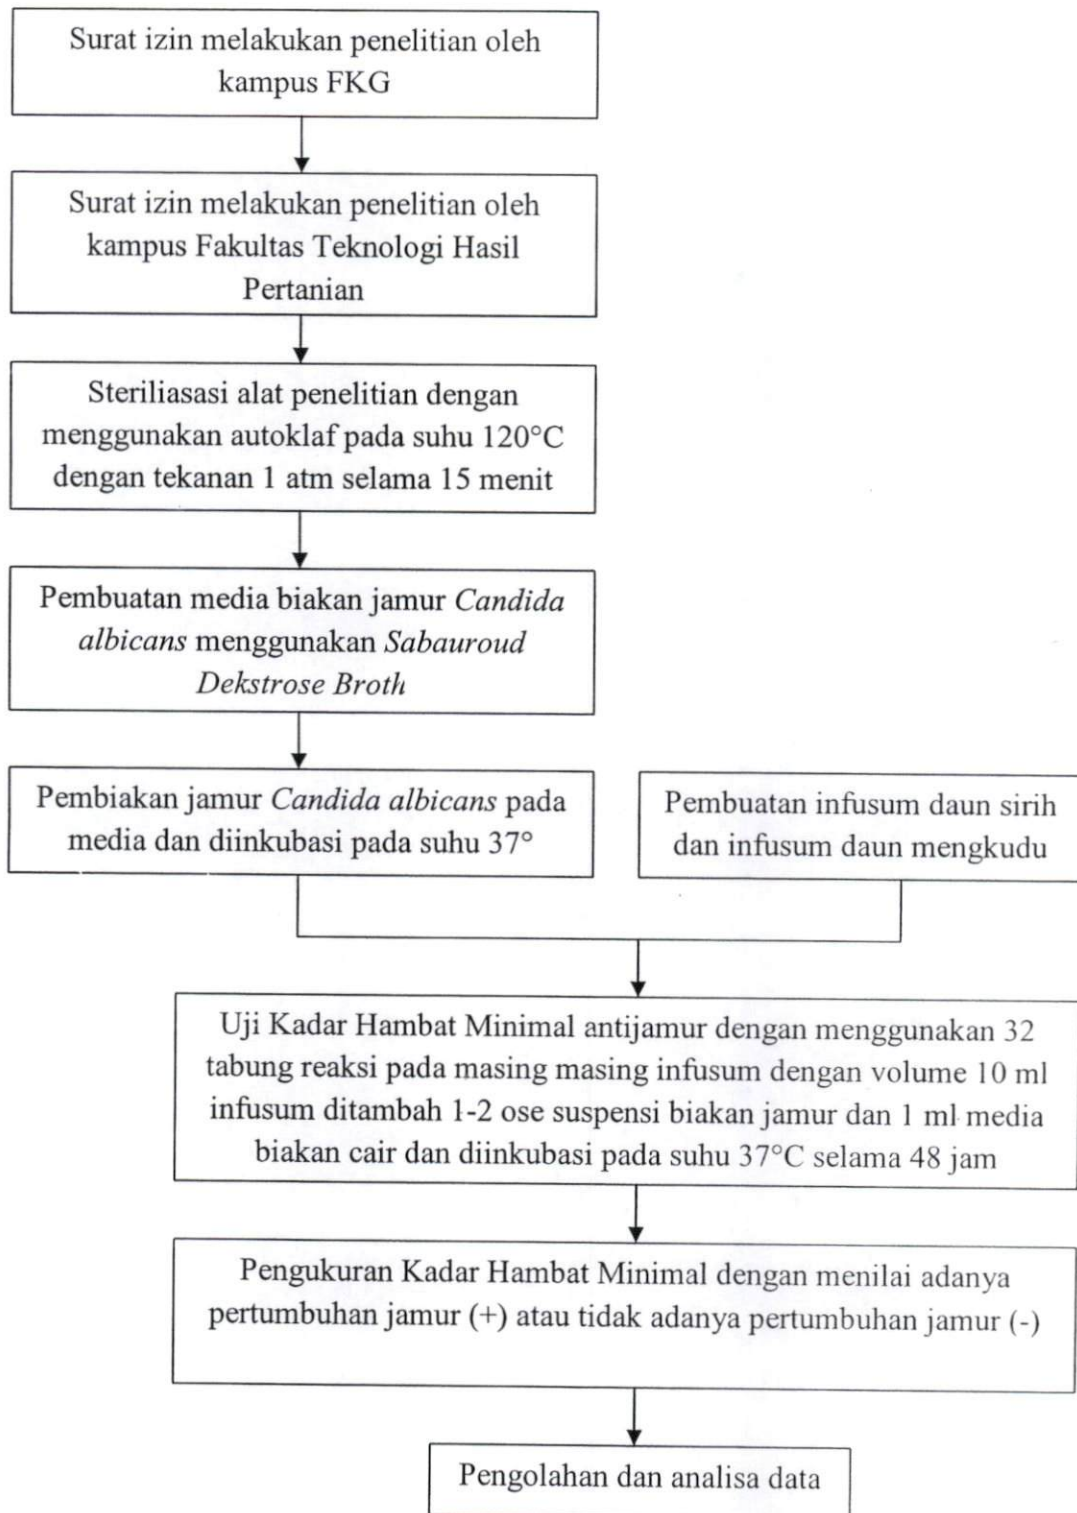 Surat izin melakukan penelitian oleh
kampus FKG
Surat izin melakukan penelitian oleh
kampus Fakultas Teknologi Hasil
Pertanian
Steriliasasi alat penelitian dengan
menggunakan autoklaf pada suhu 120°C
dengan tekanan 1 atm selama 15 menit
Pembuatan media biakan jamur Candida
albicans menggunakan Sabauroud
Dekstrose Broth
Pembiakan jamur Candida albicans pada
media dan diinkubasi pada suhu 37°
Pembuatan infusum daun sirih
dan infusum daun mengkudu
Uji Kadar Hambat Minimal antijamur dengan menggunakan 32
tabung reaksi pada masing masing infusum dengan volume 10 ml
infusum ditambah 1-2 ose suspensi biakan jamur dan 1 ml media
biakan cair dan diinkubasi pada suhu 37°C selama 48 jam
Pengukuran Kadar Hambat Minimal dengan menilai adanya
pertumbuhan jamur (+) atau tidak adanya pertumbuhan jamur (-)
Pengolahan dan analisa data